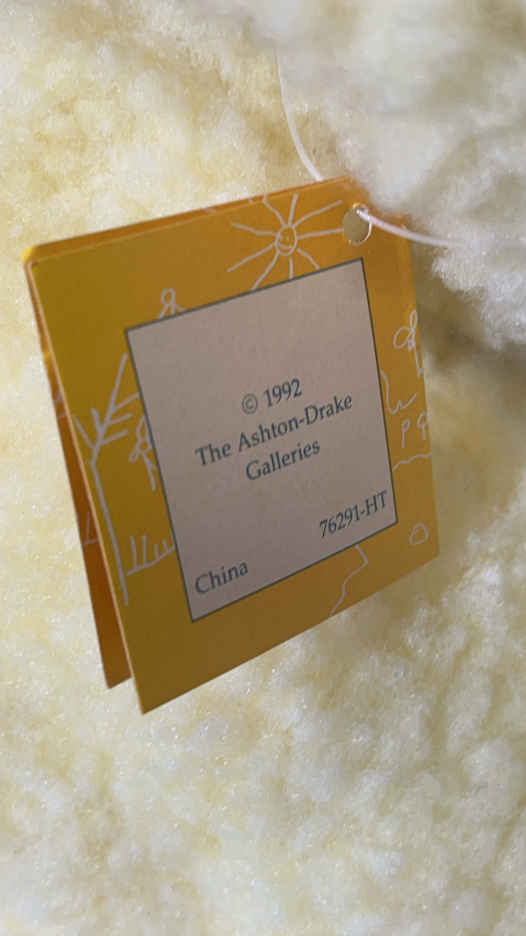 © 1992
The Ashton-Drake
Galleries
76291-HT
China